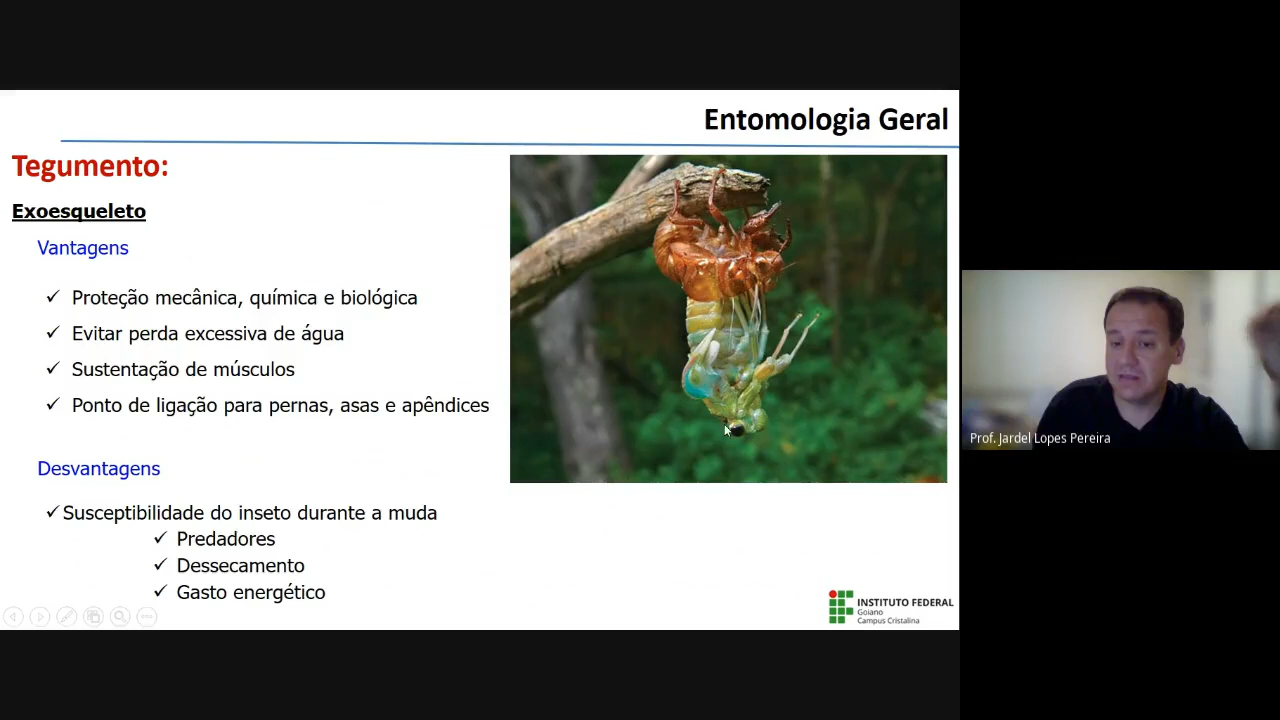 Entomologia Geral
Tegumento:
Exoesqueleto
Vantagens
✓ Proteção mecânica, química e biológica
✓ Evitar perda excessiva de água
✓ Sustentação de músculos
✓ Ponto de ligação para pernas, asas e apêndices
Desvantagens
✓Susceptibilidade do inseto durante a muda
✓ Predadores
✓ Dessecamento
✓ Gasto energético
INSTITUTO FEDERAL
Goiano
Campus Cristalina
Prof. Jardel Lopes Pereira